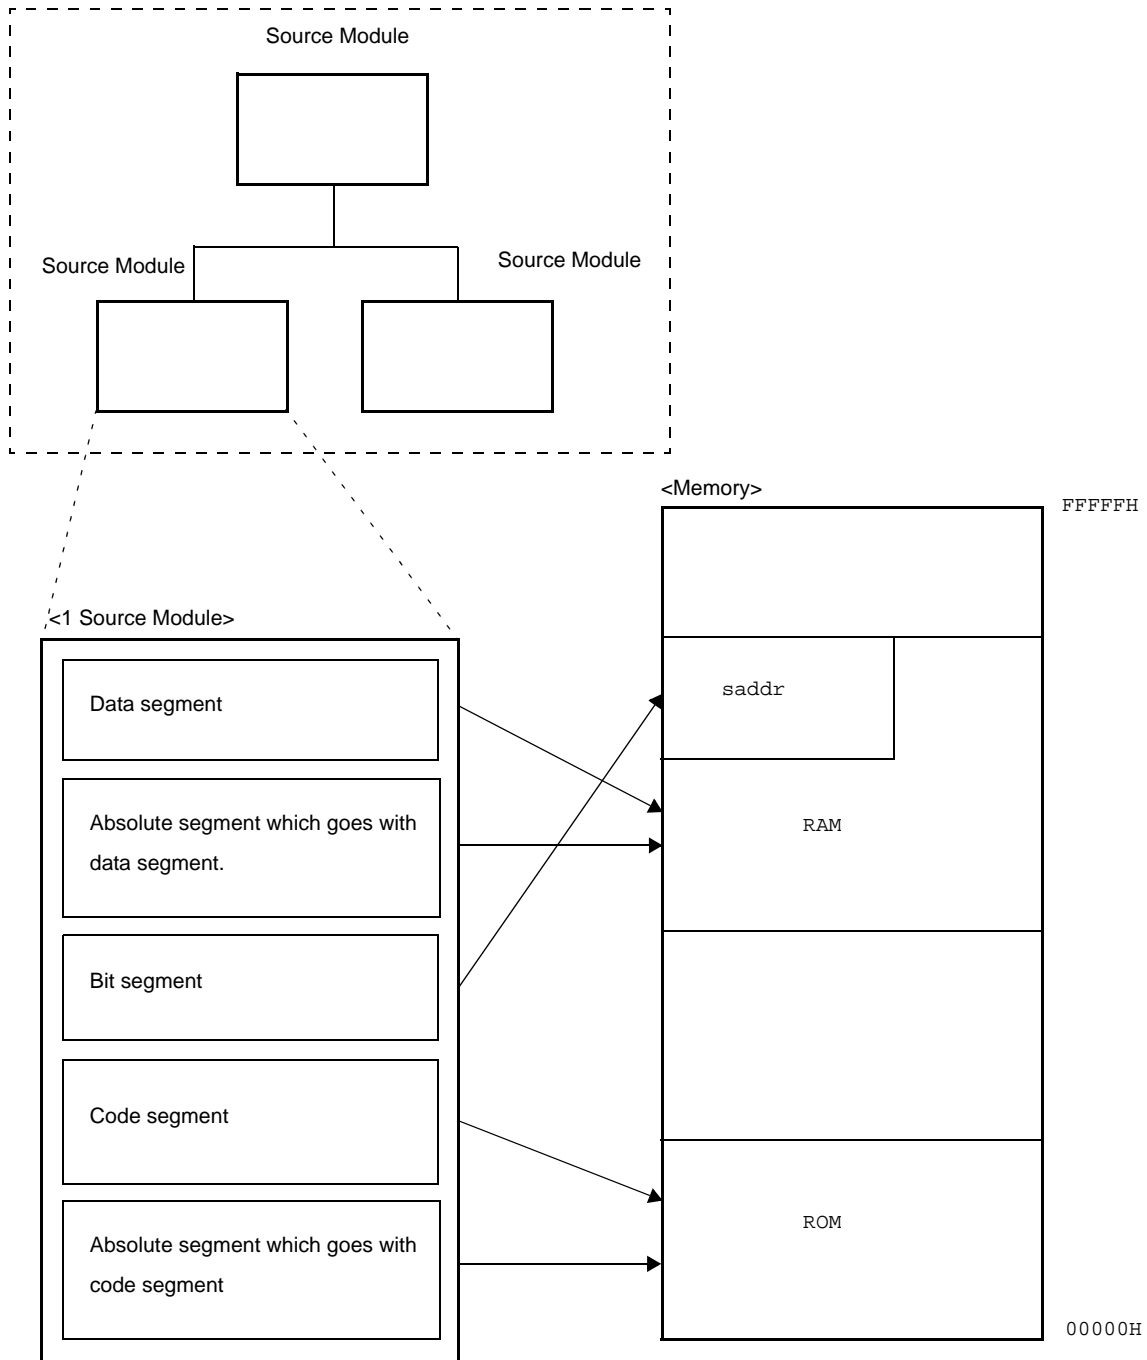 Source Module
Source Module
Source Module
<Memory>
FFFFFH
<1 Source Module>
Data segment
saddr
Absolute segment which goes with
data segment.
RAM
Bit segment
Code segment
ROM
Absolute segment which goes with
code segment
00000H